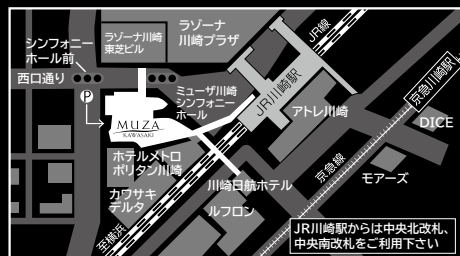 ラゾーナ川崎
東芝ビル
ラゾーナ
川崎プラザ
JR線
シンフォニー
ホール前
西口通り
P
MUZA
KAWASAKI
ミューザ川崎
シンフォニー
ホール
JR川崎駅
アトレ川崎
京急川崎駅
DICE
ホテルメトロ
ポリタン川崎
カワサキ
デルタ
川崎日航ホテル
ルフロン
京急線
モアーズ
至横浜
JR川崎駅からは中央北改札、
中央南改札をご利用下さい